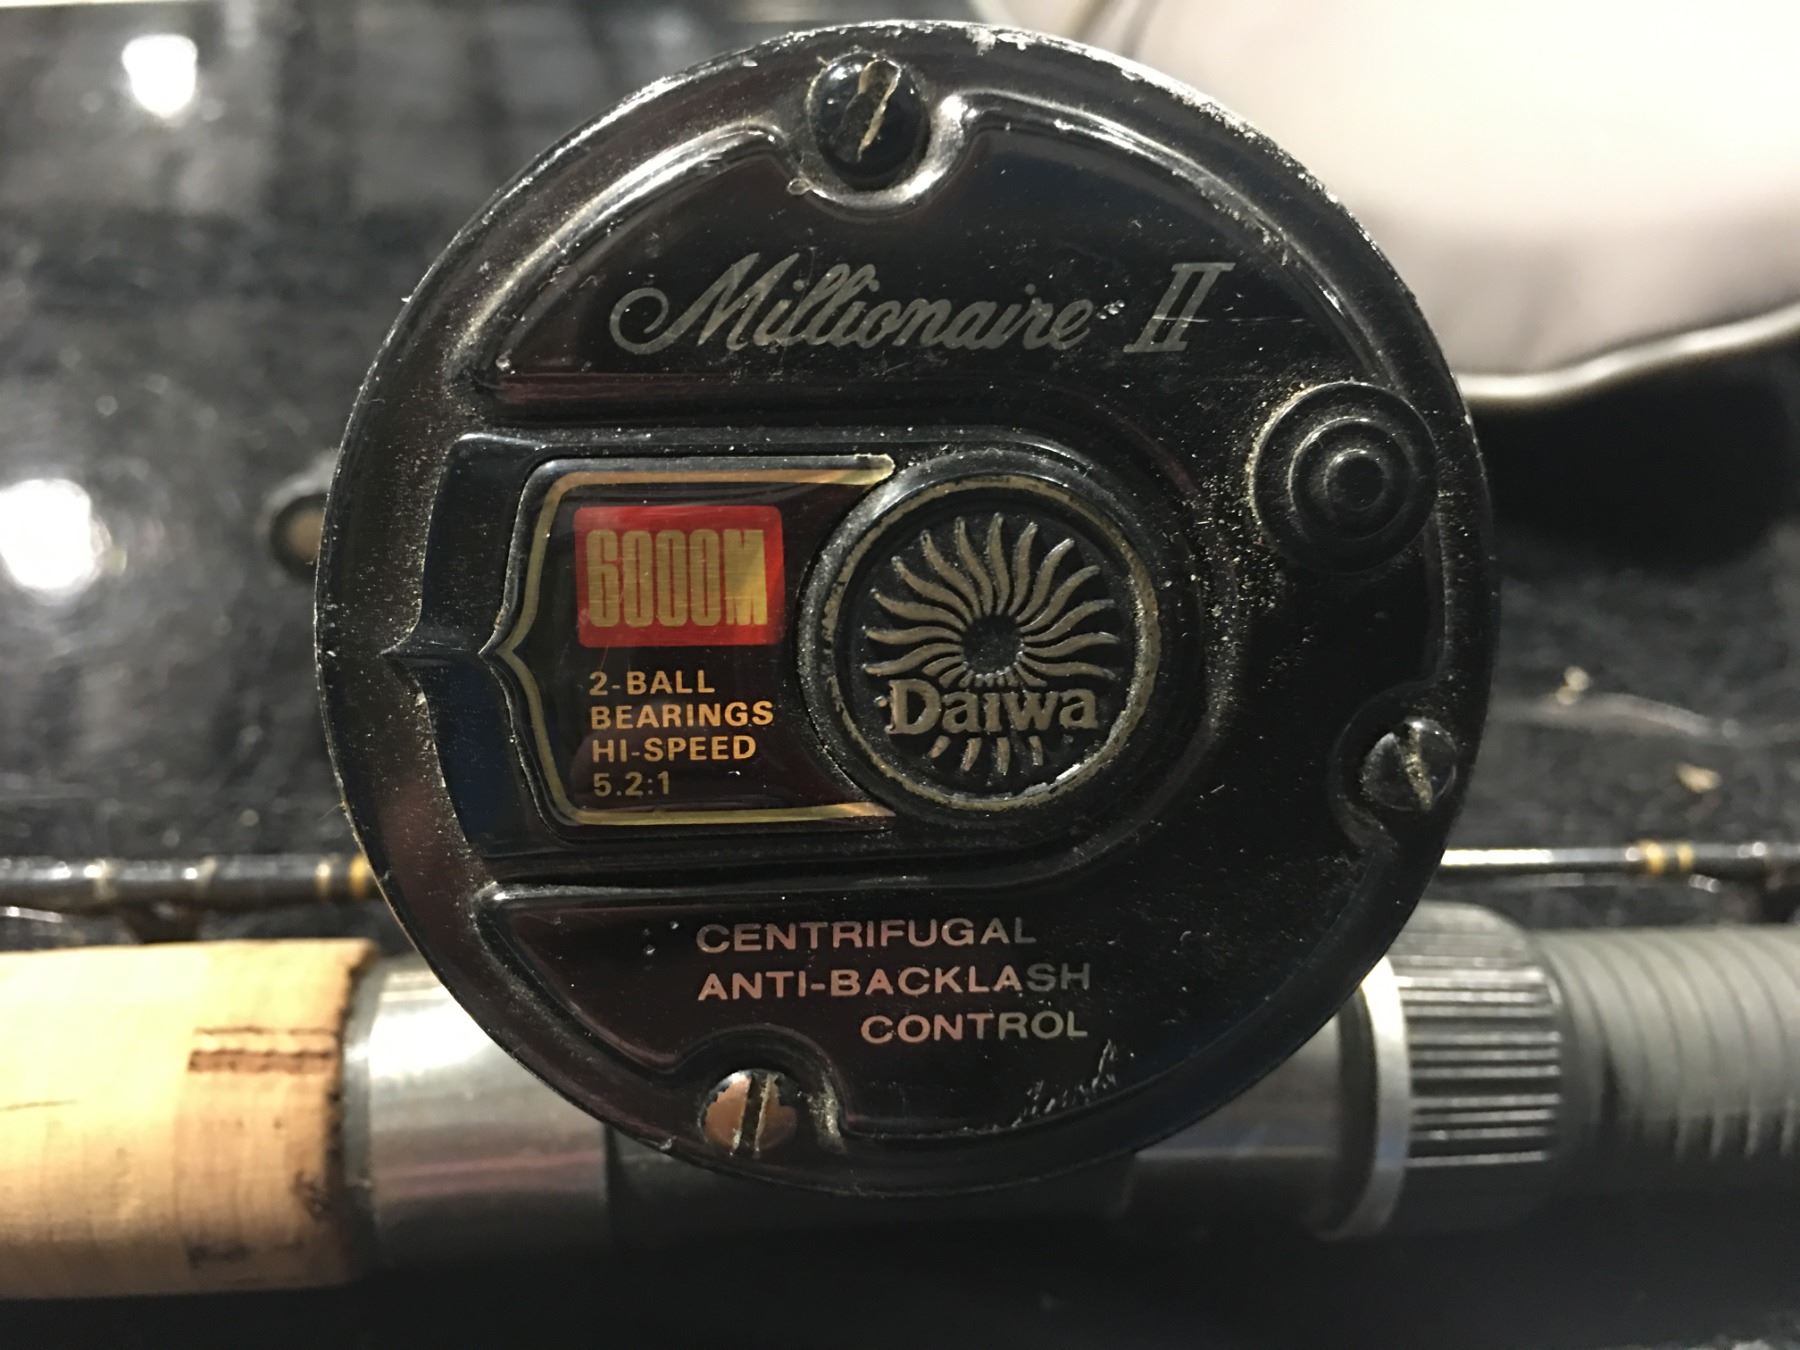 Millionaire II
6000M
2-BALL
BEARINGS
HI-SPEED
5.2:1
Daiwa
CENTRIFUGAL
ANTI-BACKLASH
CONTROL